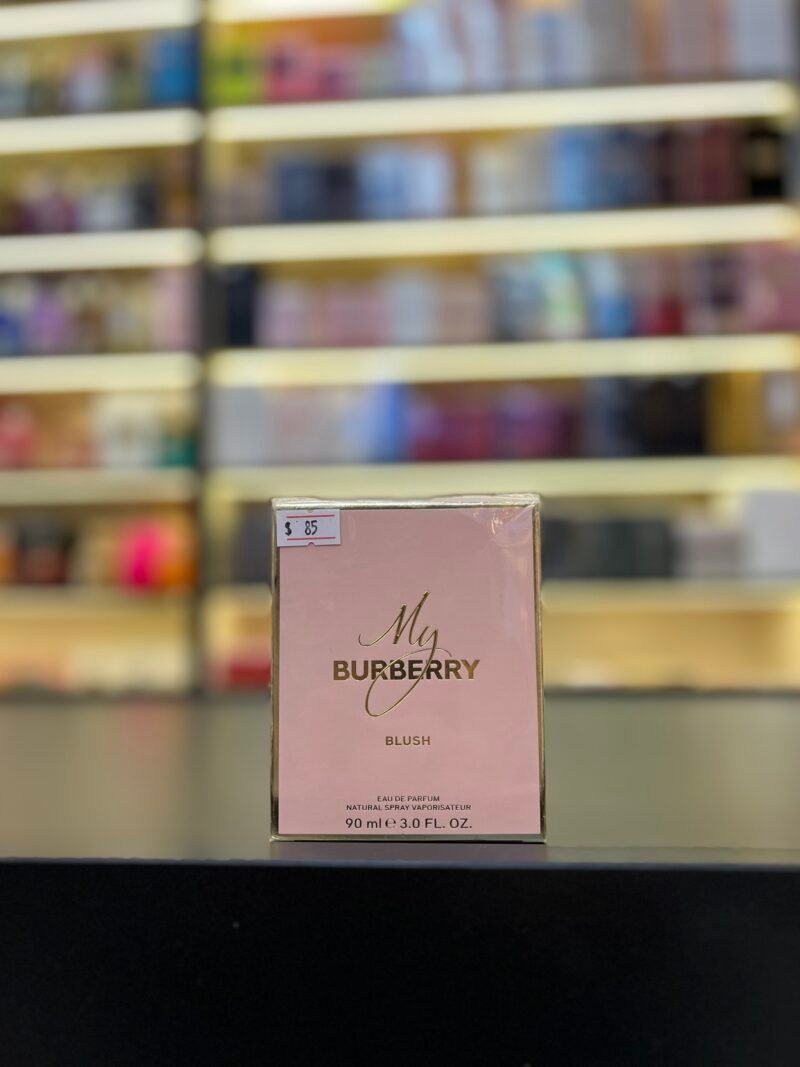 $ 85
My
BURBERRY
BLUSH
EAU DE PARFUM
NATURAL SPRAY VAPORISATEUR
90 ml ℮ 3.0 FL. OZ.